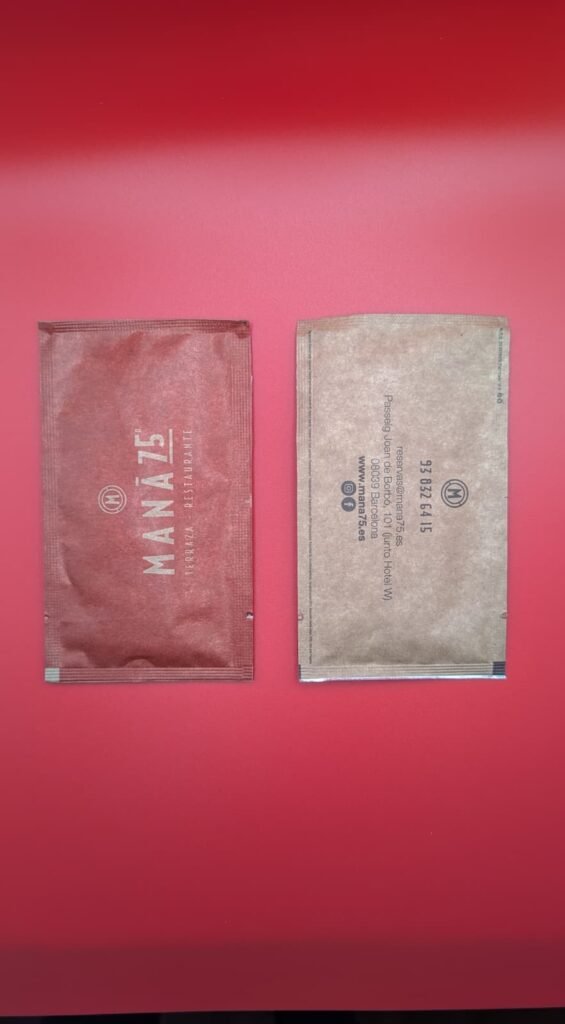 M
MANÁ 75º
TERRAZA RESTAURANTE
M
93 832 64 15
reservas@mana75.es
Passeig Joan de Borbó, 101 (junto Hotel W)
08039 Barcelona
www.mana75.es